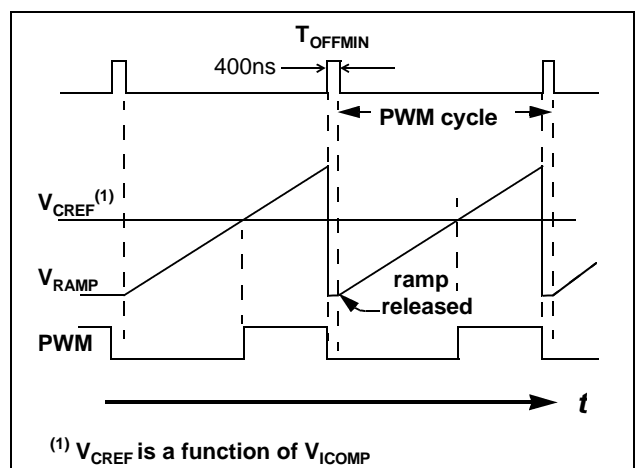 TOFFMIN
400ns
PWM cycle
VCREF(1)
VRAMP
ramp
released
PWM
t
(1) VCREF is a function of VICOMP